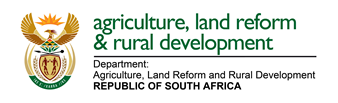 agriculture, land reform
& rural development
Department:
Agriculture, Land Reform and Rural Development
REPUBLIC OF SOUTH AFRICA